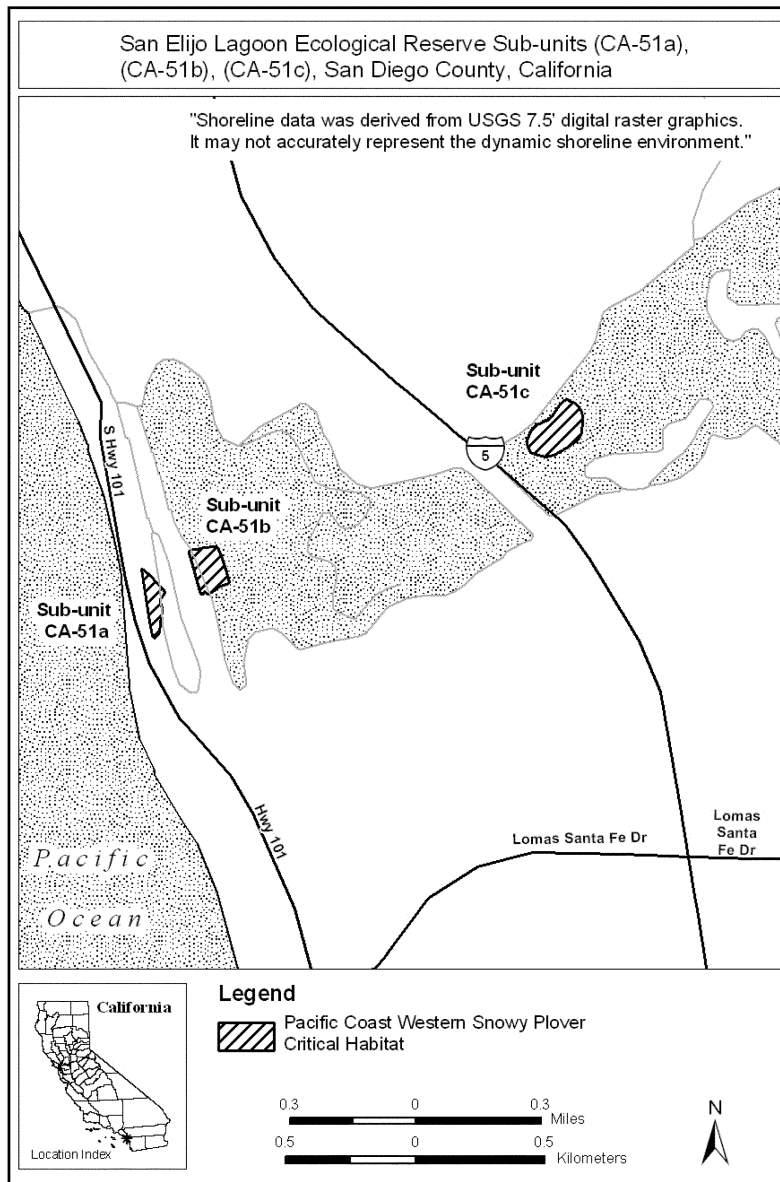 San Elijo Lagoon Ecological Reserve Sub-units (CA-51a),
(CA-51b), (CA-51c), San Diego County, California
"Shoreline data was derived from USGS 7.5' digital raster graphics.
It may not accurately represent the dynamic shoreline environment."
Sub-unit
CA-51c
5
S Hwy 101
Sub-unit
CA-51b
Sub-unit
CA-51a
Hwy 101
Lomas Santa Fe Dr
Lomas
Santa
Fe Dr
Pacific
Ocean
California
Location Index
Legend
Pacific Coast Western Snowy Plover
Critical Habitat
0.3 0 0.3
Miles
0.5 0 0.5
Kilometers
N